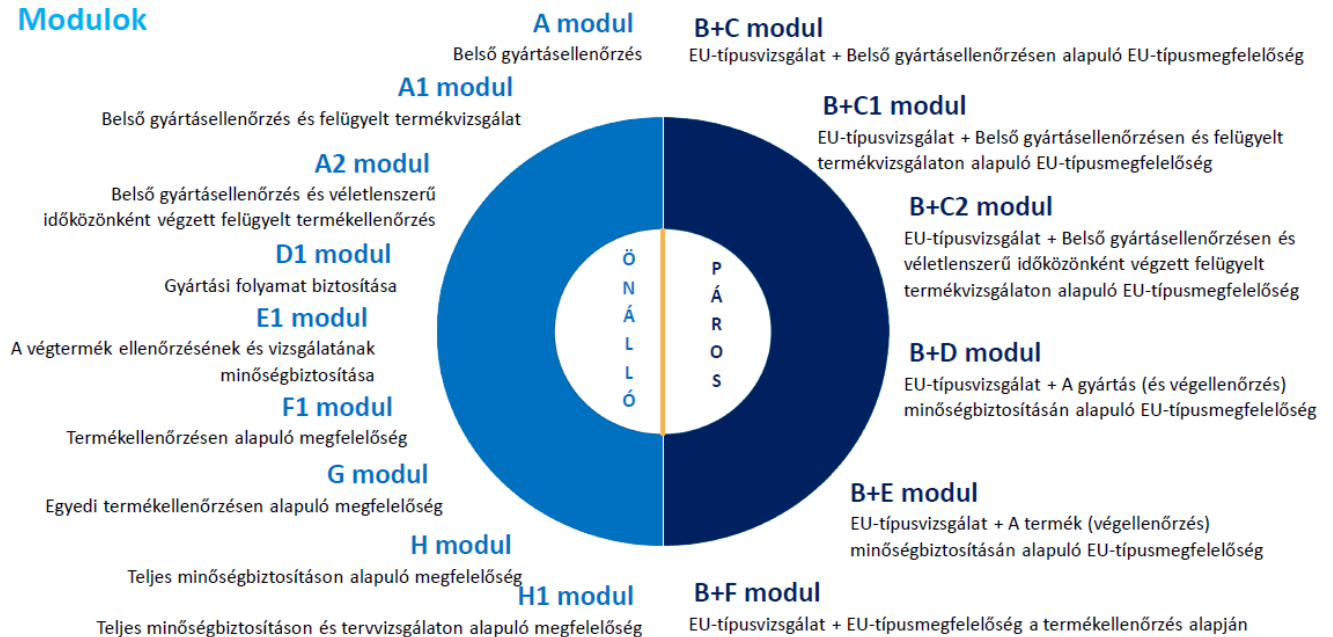 Modulok
A modul
Belső gyártásellenőrzés
A1 modul
Belső gyártásellenőrzés és felügyelt termékvizsgálat
A2 modul
Belső gyártásellenőrzés és véletlenszerű
időközönként végzett felügyelt termékellenőrzés
D1 modul
Gyártási folyamat biztosítása
E1 modul
A végtermék ellenőrzésének és vizsgálatának
minőségbiztosítása
F1 modul
Termékellenőrzésen alapuló megfelelőség
G modul
Egyedi termékellenőrzésen alapuló megfelelőség
H modul
Teljes minőségbiztosításon alapuló megfelelőség
H1 modul
Teljes minőségbiztosításon és tervvizsgálaton alapuló megfelelőség
ÖNÁLLÓ
PÁROS
B+C modul
EU-típusvizsgálat + Belső gyártásellenőrzésen alapuló EU-típusmegfelelőség
B+C1 modul
EU-típusvizsgálat + Belső gyártásellenőrzésen és felügyelt
termékvizsgálaton alapuló EU-típusmegfelelőség
B+C2 modul
EU-típusvizsgálat + Belső gyártásellenőrzésen és
véletlenszerű időközönként végzett felügyelt
termékvizsgálaton alapuló EU-típusmegfelelőség
B+D modul
EU-típusvizsgálat + A gyártás (és végellenőrzés)
minőségbiztosításán alapuló EU-típusmegfelelőség
B+E modul
EU-típusvizsgálat + A termék (végellenőrzés)
minőségbiztosításán alapuló EU-típusmegfelelőség
B+F modul
EU-típusvizsgálat + EU-típusmegfelelőség a termékellenőrzés alapján